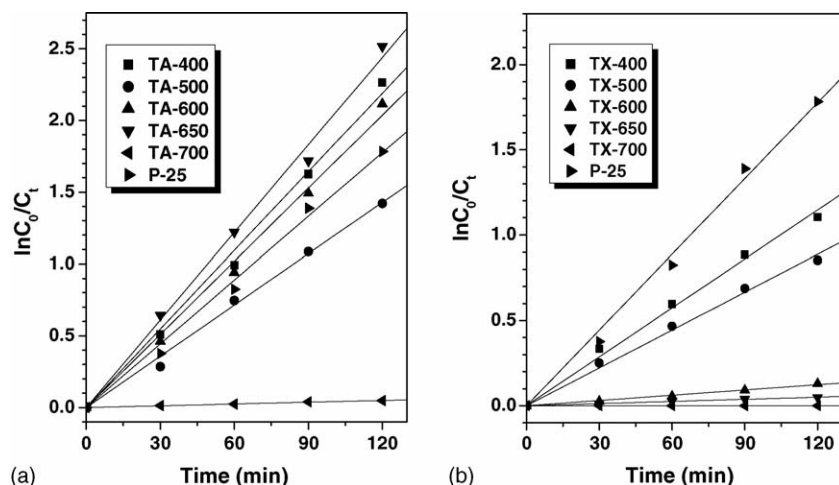 TA-400
TA-500
TA-600
TA-650
TA-700
P-25
lnC₀/Cₜ
2.5
2.0
1.5
1.0
0.5
0.0
0 30 60 90 120
Time (min)
(a)
TX-400
TX-500
TX-600
TX-650
TX-700
P-25
lnC₀/Cₜ
2.0
1.5
1.0
0.5
0.0
0 30 60 90 120
Time (min)
(b)